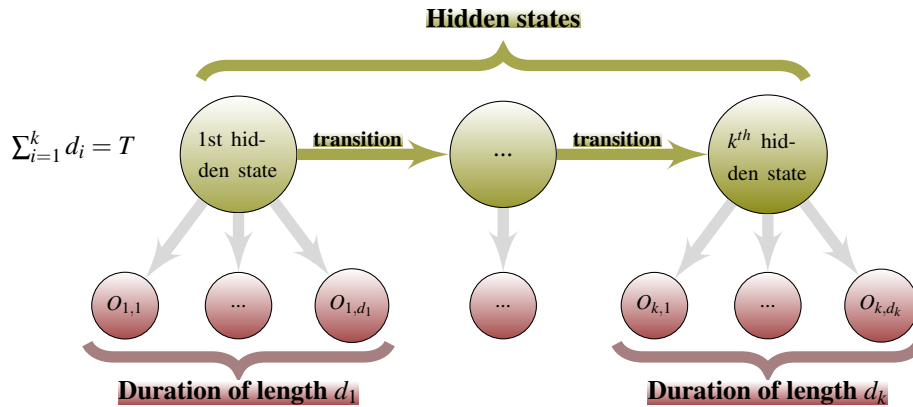 Hidden states
$\sum_{i=1}^{k} d_i = T$
1st hid-
den state
transition
...
transition
$k^{th}$ hid-
den state
$O_{1,1}$
...
$O_{1,d_1}$
...
$O_{k,1}$
...
$O_{k,d_k}$
Duration of length $d_1$
Duration of length $d_k$